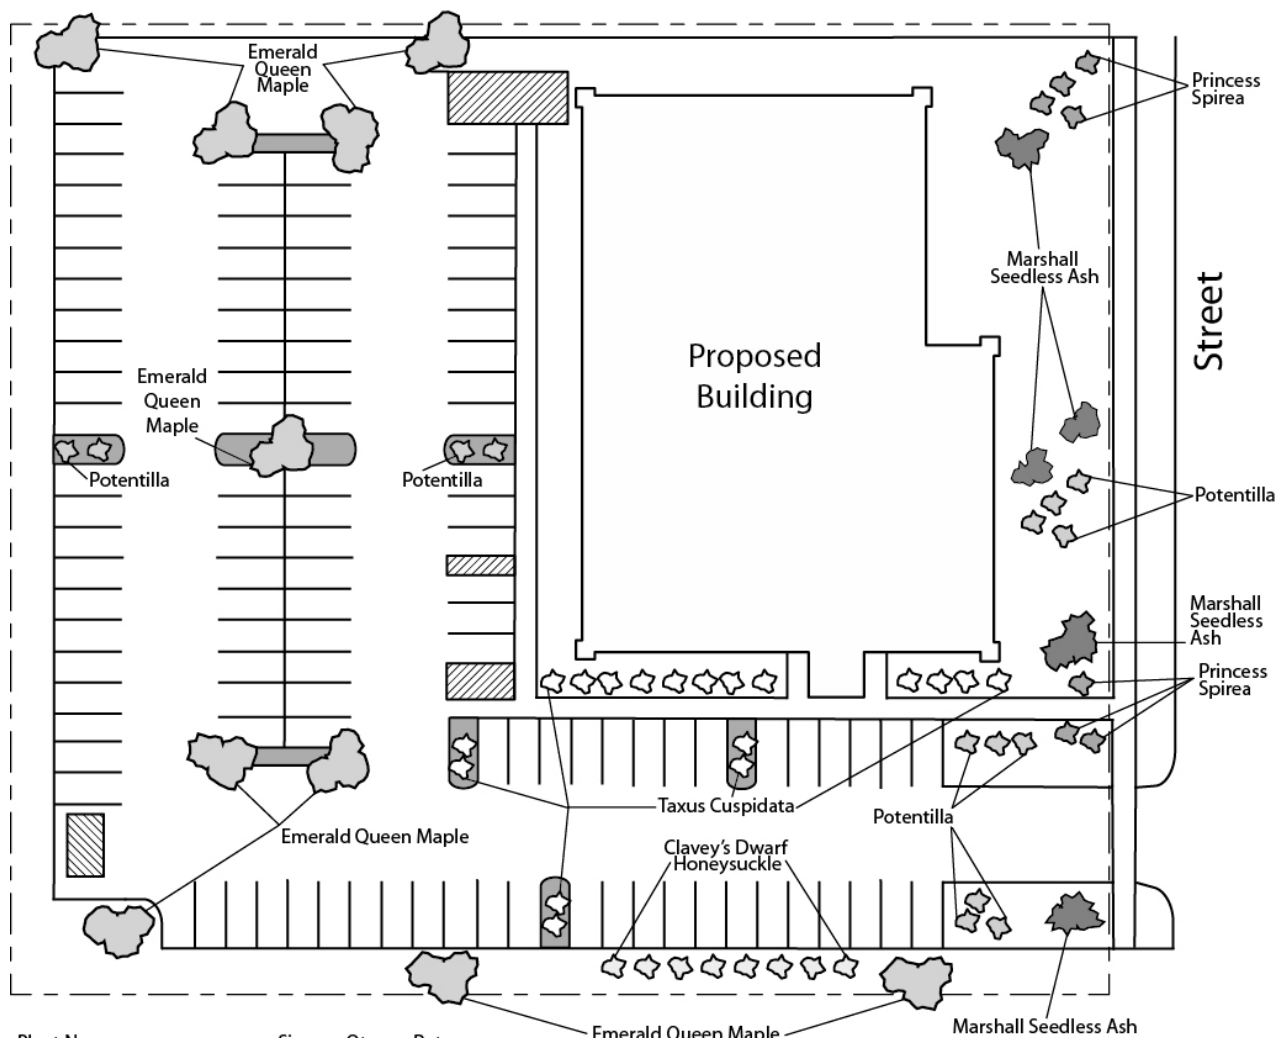 Emerald
Queen
Maple
Princess
Spirea
Marshall
Seedless Ash
Street
Proposed
Building
Emerald
Queen
Maple
Potentilla
Potentilla
Potentilla
Marshall
Seedless
Ash
Princess
Spirea
Taxus Cuspidata
Potentilla
Emerald Queen Maple
Clavey's Dwarf
Honeysuckle
Emerald Queen Maple
Marshall Seedless Ash